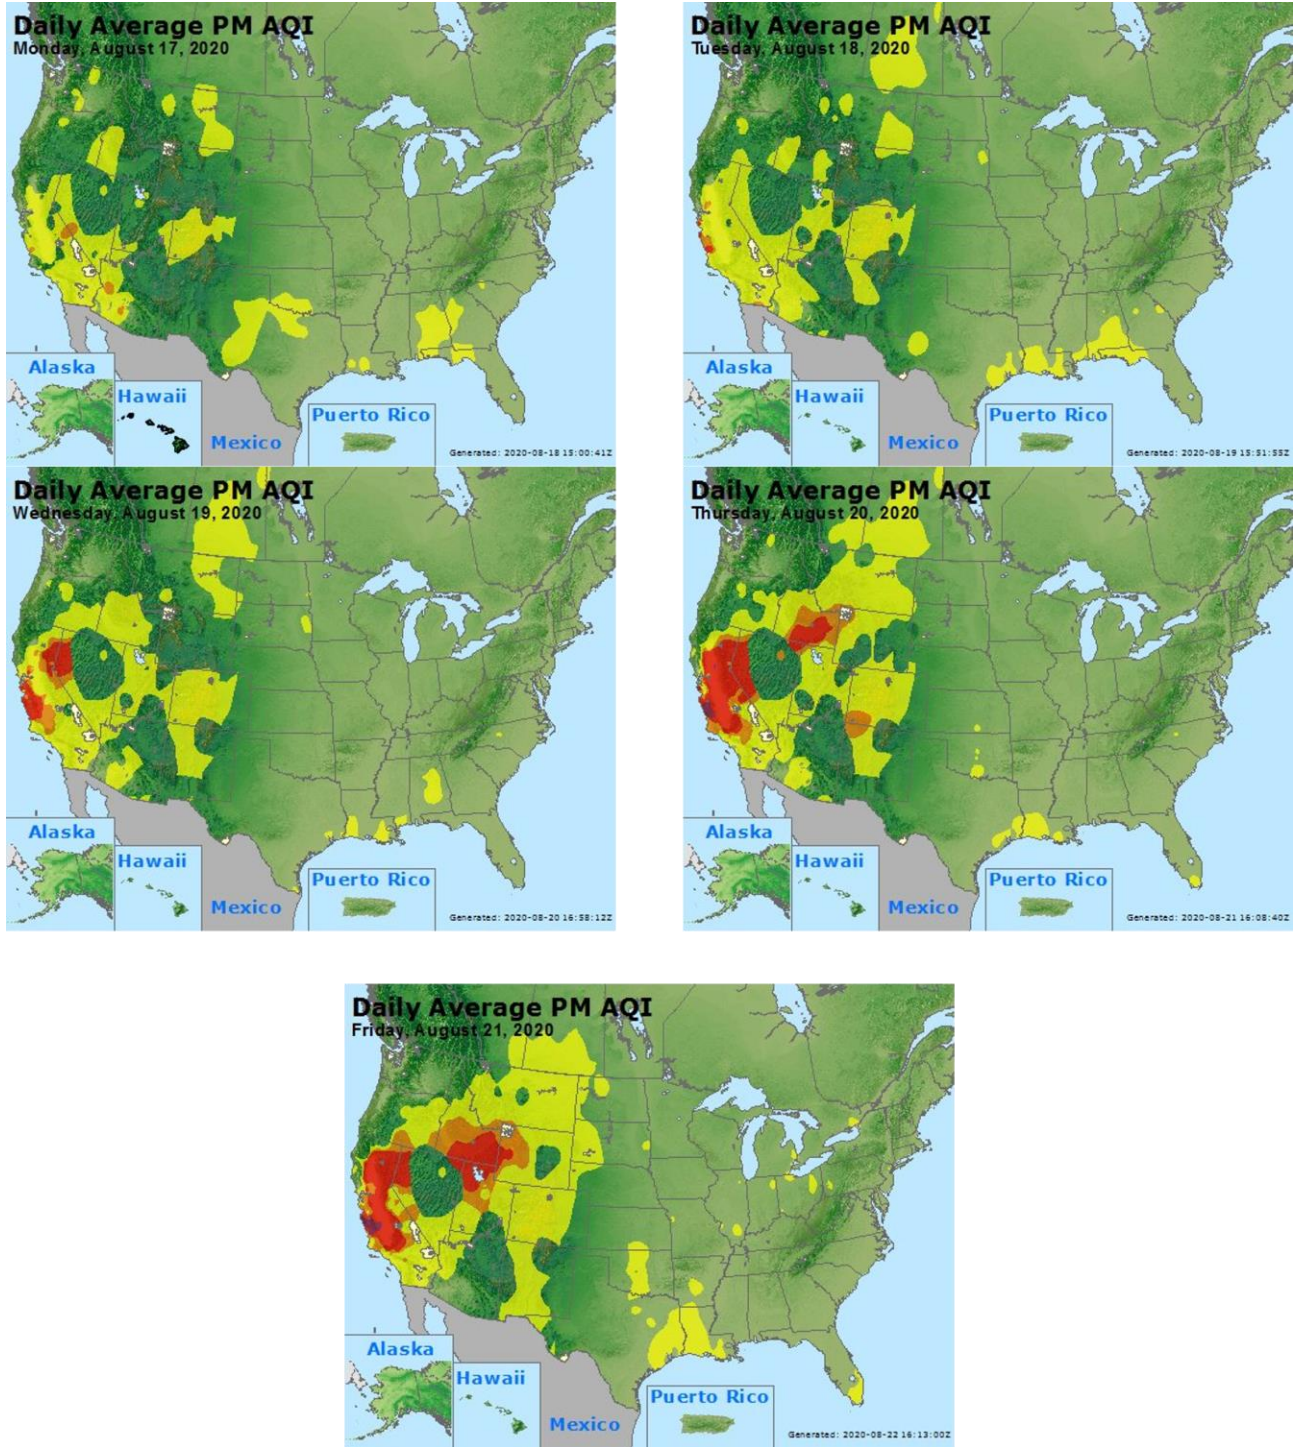 Daily Average PM AQI
Monday, August 17, 2020
Alaska
Hawaii
Mexico
Puerto Rico
Generated: 2020-08-18 15:00:41Z
Daily Average PM AQI
Tuesday, August 18, 2020
Alaska
Hawaii
Mexico
Puerto Rico
Generated: 2020-08-19 15:51:55Z
Daily Average PM AQI
Wednesday, August 19, 2020
Alaska
Hawaii
Mexico
Puerto Rico
Generated: 2020-08-20 16:58:12Z
Daily Average PM AQI
Thursday, August 20, 2020
Alaska
Hawaii
Mexico
Puerto Rico
Generated: 2020-08-21 16:08:40Z
Daily Average PM AQI
Friday, August 21, 2020
Alaska
Hawaii
Mexico
Puerto Rico
Generated: 2020-08-22 16:13:00Z